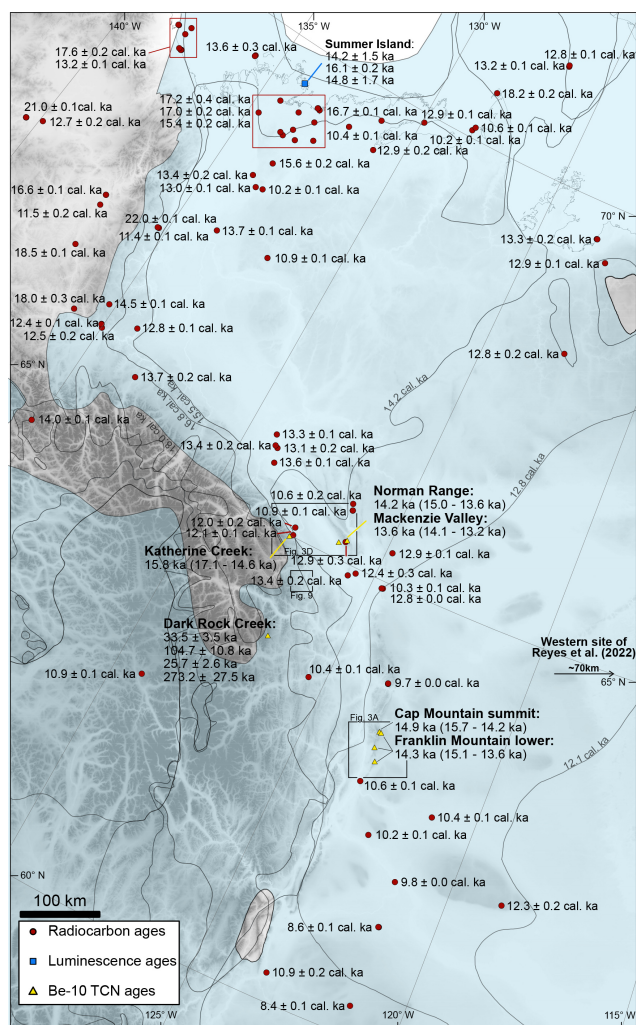 140° W
135° W
130° W
17.6 ± 0.2 cal. ka
13.2 ± 0.1 cal. ka
13.6 ± 0.3 cal. ka
Summer Island:
14.2 ± 1.5 ka
16.1 ± 0.2 ka
14.8 ± 1.7 ka
12.8 ± 0.1 cal. ka
13.2 ± 0.1 cal. ka
18.2 ± 0.2 cal. ka
21.0 ± 0.1cal. ka
12.7 ± 0.2 cal. ka
17.2 ± 0.4 cal. ka
17.0 ± 0.2 cal. ka
15.4 ± 0.2 cal. ka
16.7 ± 0.1 cal. ka
10.4 ± 0.1 cal. ka
12.9 ± 0.1 cal. ka
10.6 ± 0.1 cal. ka
10.2 ± 0.1 cal. ka
12.9 ± 0.2 cal. ka
15.6 ± 0.2 cal. ka
13.4 ± 0.2 cal. ka
13.0 ± 0.1 cal. ka
10.2 ± 0.1 cal. ka
16.6 ± 0.1 cal. ka
11.5 ± 0.2 cal. ka
22.0 ± 0.1 cal. ka
11.4 ± 0.1 cal. ka
13.7 ± 0.1 cal. ka
70° N
18.5 ± 0.1 cal. ka
10.9 ± 0.1 cal. ka
13.3 ± 0.2 cal. ka
12.9 ± 0.1 cal. ka
18.0 ± 0.3 cal. ka
14.5 ± 0.1 cal. ka
12.4 ± 0.1 cal. ka
12.5 ± 0.2 cal. ka
12.8 ± 0.1 cal. ka
12.8 ± 0.2 cal. ka
65° N
13.7 ± 0.2 cal. ka
14.2 cal. ka
15.5 cal. ka
16.8 cal. ka
18.0 cal. ka
14.0 ± 0.1 cal. ka
13.3 ± 0.1 cal. ka
13.4 ± 0.2 cal. ka
13.1 ± 0.2 cal. ka
13.6 ± 0.1 cal. ka
12.8 cal. ka
10.6 ± 0.2 cal. ka
10.9 ± 0.1 cal. ka
Norman Range:
14.2 ka (15.0 - 13.6 ka)
Mackenzie Valley:
13.6 ka (14.1 - 13.2 ka)
12.0 ± 0.2 cal. ka
12.1 ± 0.1 cal. ka
Katherine Creek:
15.8 ka (17.1 - 14.6 ka)
Fig. 3D
12.9 ± 0.3 cal. ka
12.9 ± 0.1 cal. ka
13.4 ± 0.2 cal. ka
12.4 ± 0.3 cal. ka
Fig. 9
10.3 ± 0.1 cal. ka
12.8 ± 0.0 cal. ka
Dark Rock Creek:
33.5 ± 3.5 ka
104.7 ± 10.8 ka
25.7 ± 2.6 ka
273.2 ± 27.5 ka
Western site of
Reyes et al. (2022)
~70km
10.9 ± 0.1 cal. ka
10.4 ± 0.1 cal. ka
9.7 ± 0.0 cal. ka
65° N
Fig. 3A
Cap Mountain summit:
14.9 ka (15.7 - 14.2 ka)
Franklin Mountain lower:
14.3 ka (15.1 - 13.6 ka)
12.1 cal. ka
10.6 ± 0.1 cal. ka
10.4 ± 0.1 cal. ka
10.2 ± 0.1 cal. ka
60° N
9.8 ± 0.0 cal. ka
12.3 ± 0.2 cal. ka
100 km
8.6 ± 0.1 cal. ka
Radiocarbon ages
Luminescence ages
Be-10 TCN ages
10.9 ± 0.2 cal. ka
8.4 ± 0.1 cal. ka
125° W
120° W
115° W